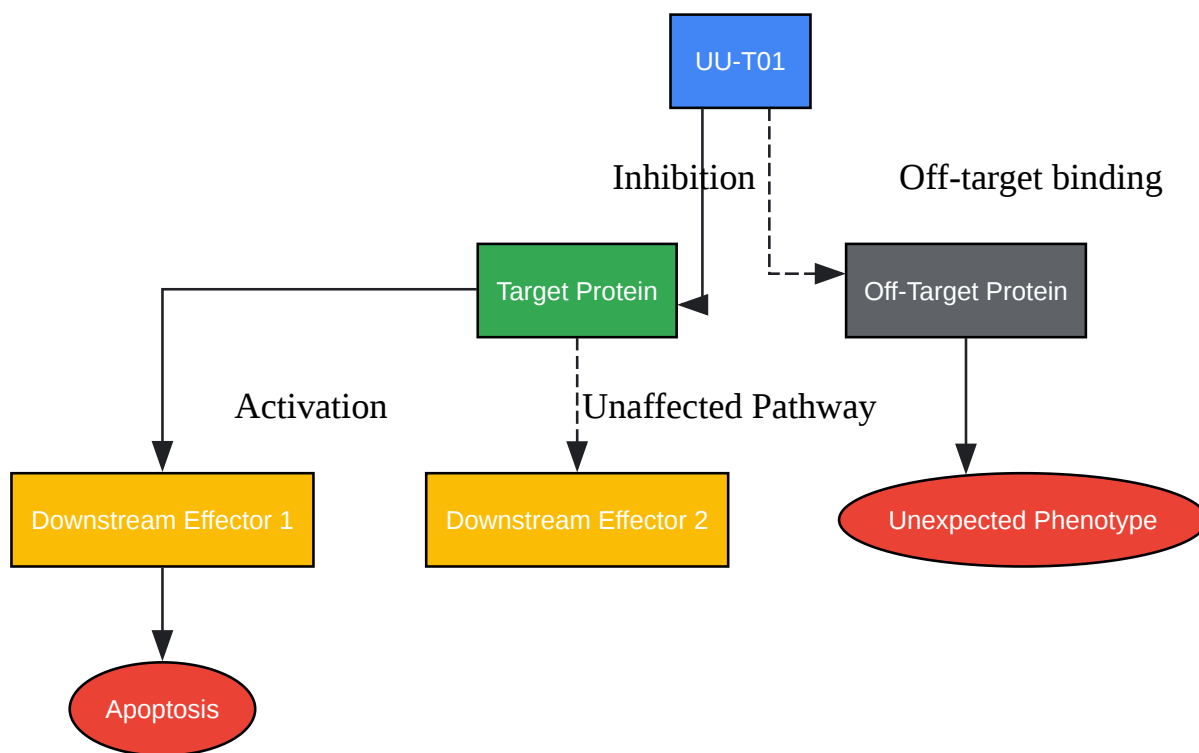 UU-T01
Inhibition
Off-target binding
Target Protein
Off-Target Protein
Activation
Unaffected Pathway
Downstream Effector 1
Downstream Effector 2
Unexpected Phenotype
Apoptosis